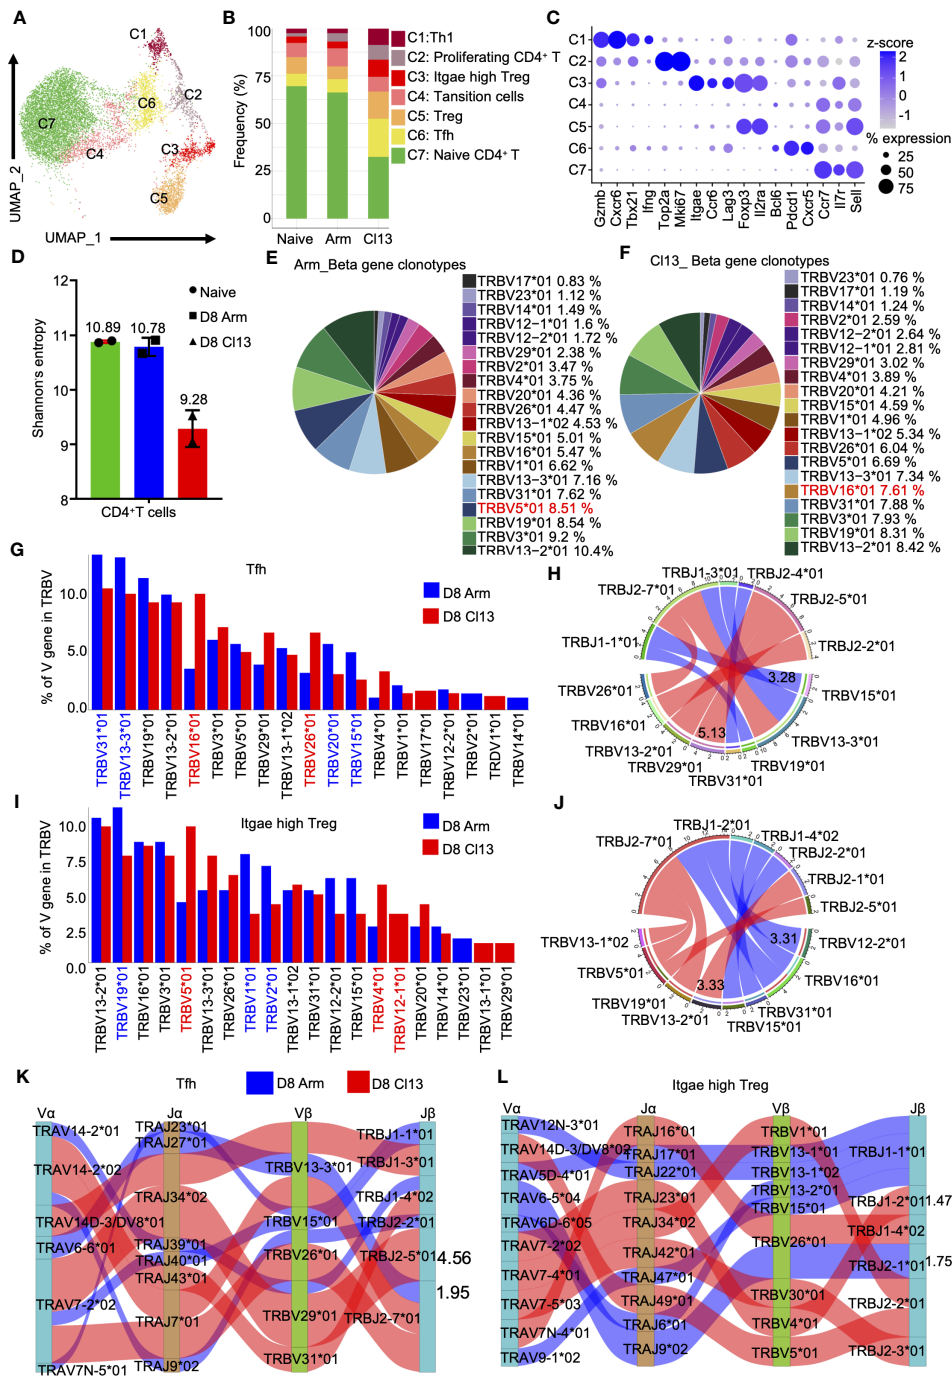 A
C1
C6
C2
C7
C4
C3
C5
UMAP_2
UMAP_1
B
Frequency (%)
100
75
50
25
0
Naive
Arm
Cl13
C1:Th1
C2: Proliferating CD4⁺ T
C3: Itgae high Treg
C4: Tansition cells
C5: Treg
C6: Tfh
C7: Naive CD4⁺ T
C
C1
C2
C3
C4
C5
C6
C7
Gzmb
Cxcr6
Tbx21
Ifng
Top2a
Mki67
Itgae
Ccr6
Lag3
Foxp3
Il2ra
Bcl6
Pdcd1
Cxcr5
Ccr7
Il7r
Sell
z-score
2
1
0
-1
% expression
25
50
75
D
Shannon's entropy
12
11
10
9
8
10.89
10.78
9.28
Naive
D8 Arm
D8 Cl13
CD4⁺T cells
E
Arm_Beta gene clonotypes
TRBV17*01 0.83 %
TRBV23*01 1.12 %
TRBV14*01 1.49 %
TRBV12−1*01 1.6 %
TRBV12−2*01 1.72 %
TRBV29*01 2.38 %
TRBV2*01 3.47 %
TRBV4*01 3.75 %
TRBV20*01 4.36 %
TRBV26*01 4.47 %
TRBV13−1*02 4.53 %
TRBV15*01 5.01 %
TRBV16*01 5.47 %
TRBV1*01 6.62 %
TRBV13−3*01 7.16 %
TRBV31*01 7.62 %
TRBV5*01 8.51 %
TRBV19*01 8.54 %
TRBV3*01 9.2 %
TRBV13−2*01 10.4%
F
Cl13_ Beta gene clonotypes
TRBV23*01 0.76 %
TRBV17*01 1.19 %
TRBV14*01 1.24 %
TRBV2*01 2.59 %
TRBV12−2*01 2.64 %
TRBV12−1*01 2.81 %
TRBV29*01 3.02 %
TRBV4*01 3.89 %
TRBV20*01 4.21 %
TRBV15*01 4.59 %
TRBV1*01 4.96 %
TRBV13−1*02 5.34 %
TRBV26*01 6.04 %
TRBV5*01 6.69 %
TRBV13−3*01 7.34 %
TRBV16*01 7.61 %
TRBV31*01 7.88 %
TRBV3*01 7.93 %
TRBV19*01 8.31 %
TRBV13−2*01 8.42 %
G
Tfh
D8 Arm
D8 Cl13
% of V gene in TRBV
10.0
5.0
0.0
TRBV31*01
TRBV13-3*01
TRBV19*01
TRBV13-2*01
TRBV16*01
TRBV3*01
TRBV5*01
TRBV29*01
TRBV13-1*02
TRBV26*01
TRBV20*01
TRBV15*01
TRBV4*01
TRBV1*01
TRBV17*01
TRBV12-2*01
TRBV2*01
TRBD1*01
TRBV14*01
H
TRBJ1-3*01
TRBJ2-4*01
TRBJ2-7*01
TRBJ2-5*01
TRBJ1-1*01
TRBJ2-2*01
3.28
TRBV26*01
TRBV15*01
TRBV16*01
5.13
TRBV13-3*01
TRBV13-2*01
TRBV19*01
TRBV29*01
TRBV31*01
I
Itgae high Treg
D8 Arm
D8 Cl13
% of V gene in TRBV
10.0
7.5
5.0
2.5
0.0
TRBV13-2*01
TRBV19*01
TRBV16*01
TRBV3*01
TRBV5*01
TRBV13-3*01
TRBV26*01
TRBV1*01
TRBV2*01
TRBV13-1*02
TRBV31*01
TRBV12-2*01
TRBV15*01
TRBV4*01
TRBV12-1*01
TRBV20*01
TRBV14*01
TRBV23*01
TRBV13-1*01
TRBV29*01
J
TRBJ1-2*01
TRBJ1-4*02
TRBJ2-7*01
TRBJ2-2*01
TRBJ2-1*01
TRBJ2-5*01
TRBV13-1*02
3.31
TRBV12-2*01
TRBV5*01
TRBV16*01
3.33
TRBV19*01
TRBV31*01
TRBV13-2*01
TRBV15*01
K
Tfh
D8 Arm
D8 Cl13
Vα
Jα
Vβ
Jβ
TRAV14-2*01
TRAV14-2*02
TRAV14D-3/DV8*01
TRAV6-6*01
TRAV7-2*02
TRAV7N-5*01
TRAJ23*01
TRAJ27*01
TRAJ34*02
TRAJ39*01
TRAJ40*01
TRAJ43*01
TRAJ7*01
TRAJ9*02
TRBV13-3*01
TRBV15*01
TRBV26*01
TRBV29*01
TRBV31*01
TRBJ1-1*01
TRBJ1-3*01
TRBJ1-4*02
TRBJ2-2*01
TRBJ2-5*01
4.56
1.95
TRBJ2-7*01
L
Itgae high Treg
Vα
Jα
Vβ
Jβ
TRAV12N-3*01
TRAV14D-3/DV8*02
TRAV5D-4*01
TRAV6-5*04
TRAV6D-6*05
TRAV7-2*02
TRAV7-4*01
TRAV7-5*03
TRAV7N-4*01
TRAV9-1*02
TRAJ16*01
TRAJ17*01
TRAJ22*01
TRAJ23*01
TRAJ34*02
TRAJ42*01
TRAJ47*01
TRAJ49*01
TRAJ6*01
TRAJ9*02
TRBV1*01
TRBV13-1*01
TRBV13-1*02
TRBV13-2*01
TRBV15*01
TRBV26*01
TRBV30*01
TRBV4*01
TRBV5*01
TRBJ1-1*01
TRBJ1-2*01
1.47
TRBJ1-4*02
TRBJ2-1*01
1.75
TRBJ2-2*01
TRBJ2-3*01